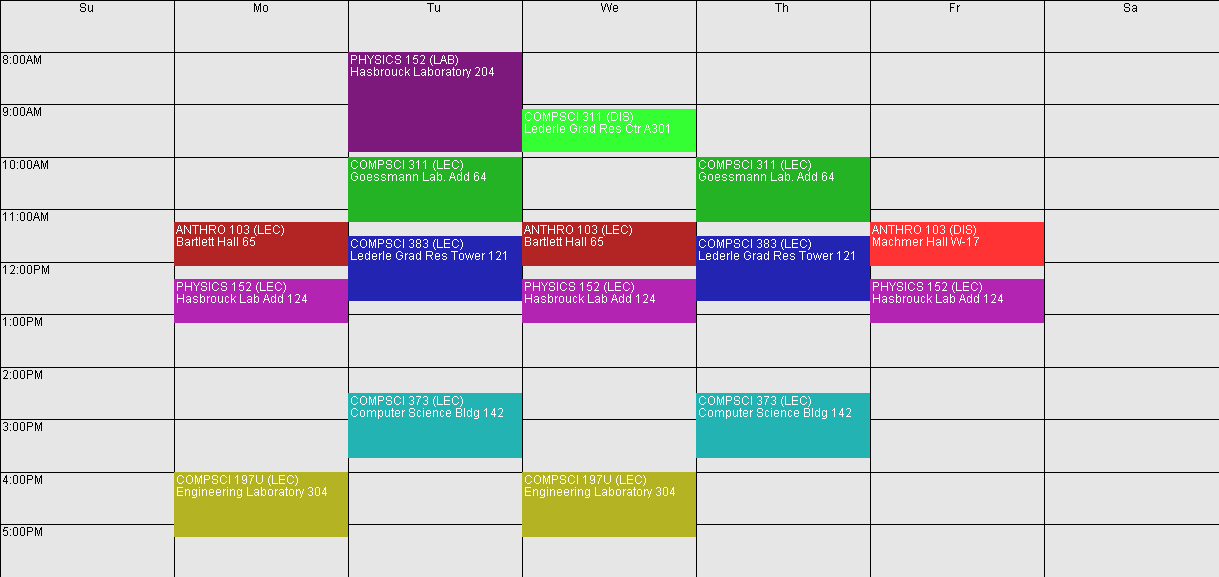 Su Mo Tu We Th Fr Sa
8:00AM
PHYSICS 152 (LAB)
Hasbrouck Laboratory 204
9:00AM
COMPSCI 311 (DIS)
Lederle Grad Res Ctr A301
10:00AM
COMPSCI 311 (LEC)
Goessmann Lab. Add 64
COMPSCI 311 (LEC)
Goessmann Lab. Add 64
11:00AM
ANTHRO 103 (LEC)
Bartlett Hall 65
COMPSCI 383 (LEC)
Lederle Grad Res Tower 121
ANTHRO 103 (LEC)
Bartlett Hall 65
COMPSCI 383 (LEC)
Lederle Grad Res Tower 121
ANTHRO 103 (DIS)
Machmer Hall W-17
12:00PM
PHYSICS 152 (LEC)
Hasbrouck Lab Add 124
PHYSICS 152 (LEC)
Hasbrouck Lab Add 124
PHYSICS 152 (LEC)
Hasbrouck Lab Add 124
1:00PM
2:00PM
COMPSCI 373 (LEC)
Computer Science Bldg 142
COMPSCI 373 (LEC)
Computer Science Bldg 142
3:00PM
4:00PM
COMPSCI 197U (LEC)
Engineering Laboratory 304
COMPSCI 197U (LEC)
Engineering Laboratory 304
5:00PM